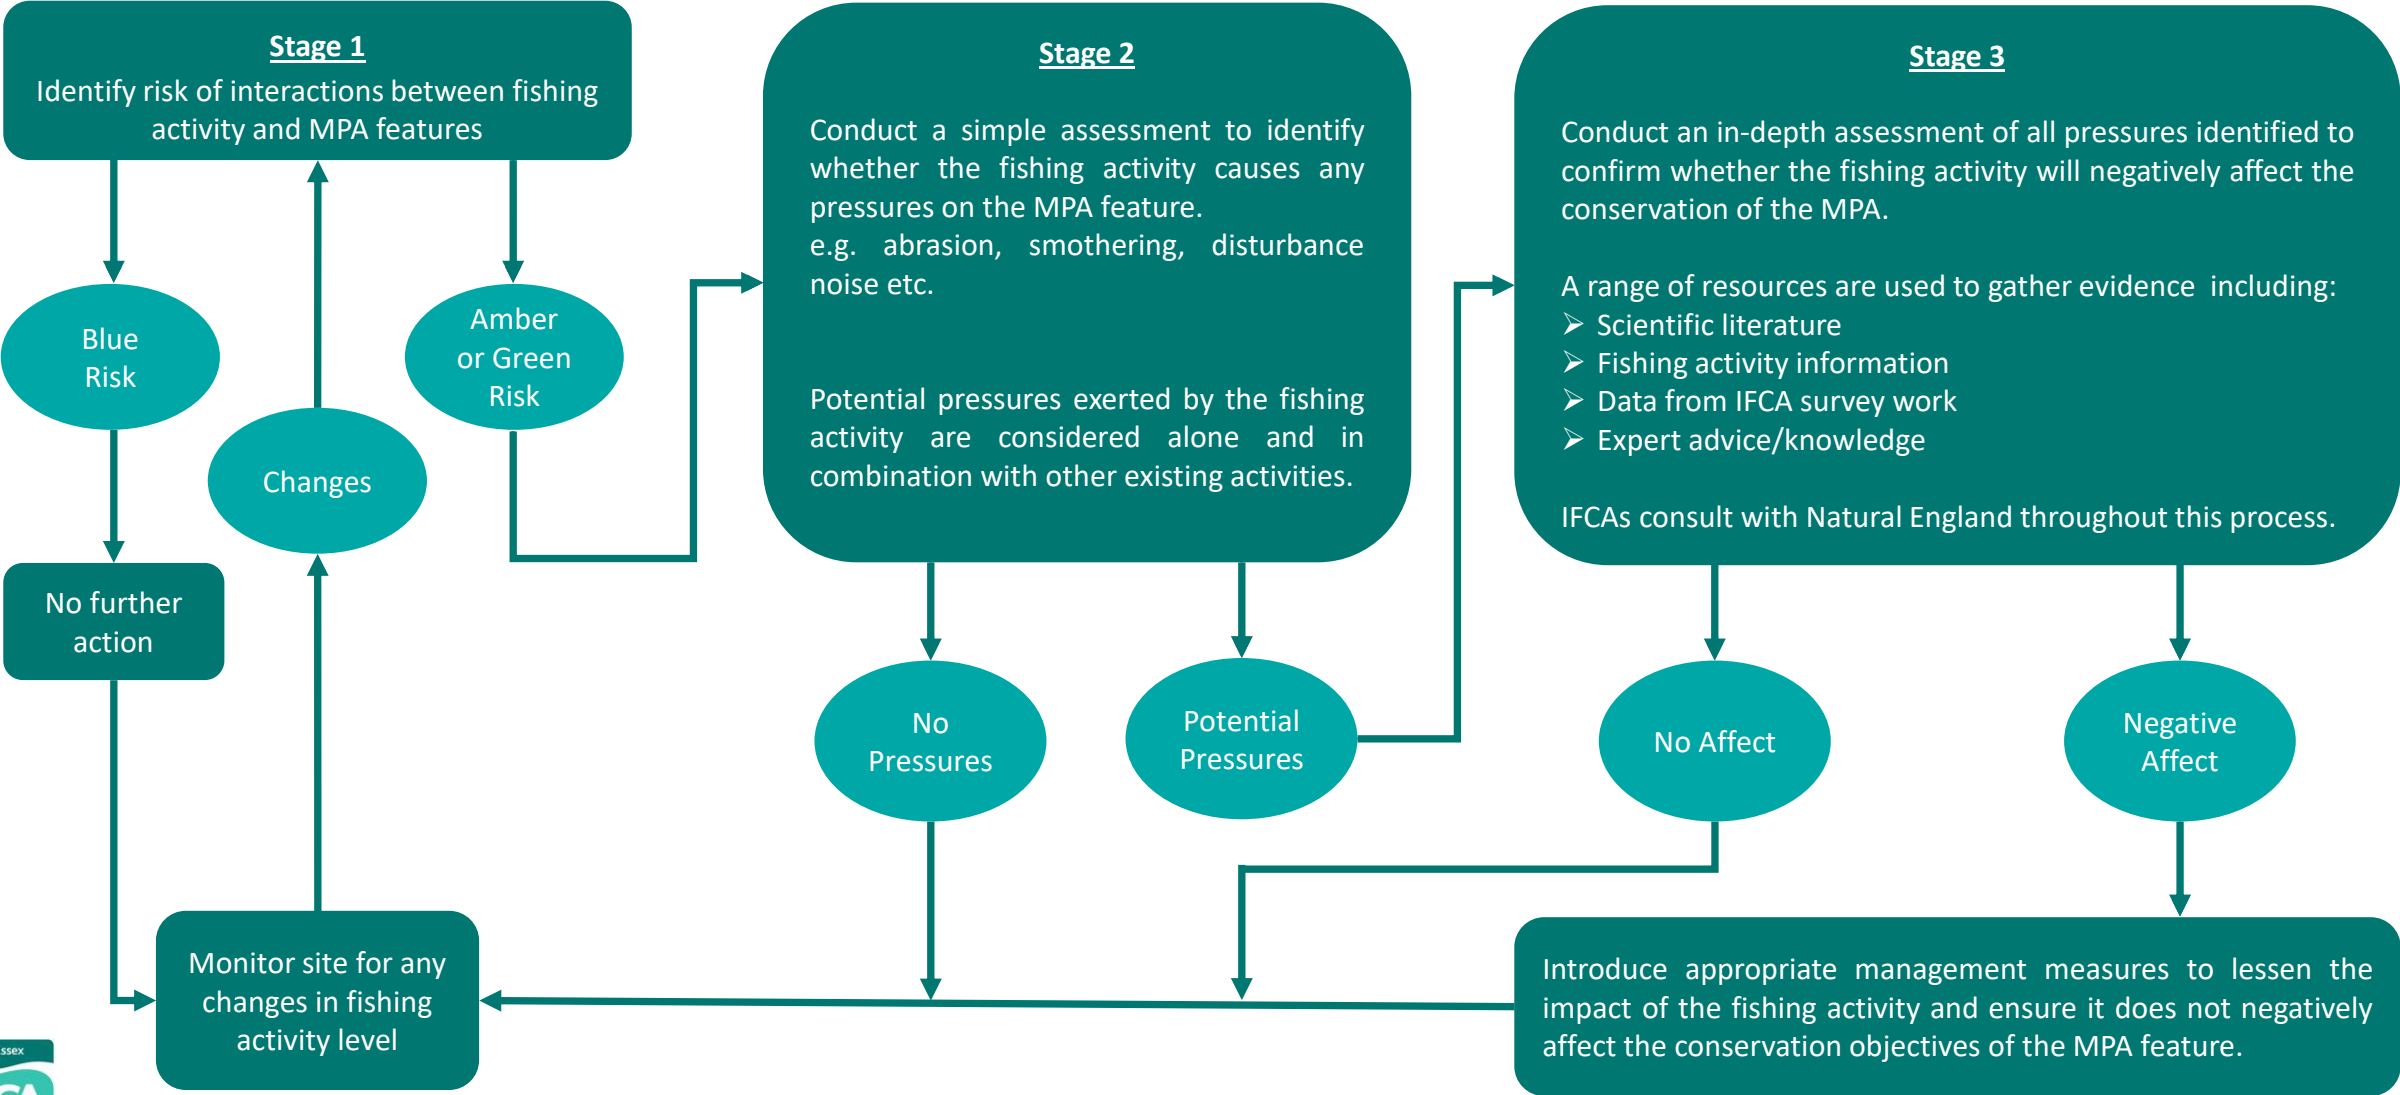 Stage 1
Identify risk of interactions between fishing
activity and MPA features
Blue
Risk
Changes
Amber
or Green
Risk
No further
action
Monitor site for any
changes in fishing
activity level
Stage 2
Conduct a simple assessment to identify
whether the fishing activity causes any
pressures on the MPA feature.
e.g. abrasion, smothering, disturbance
noise etc.
Potential pressures exerted by the fishing
activity are considered alone and in
combination with other existing activities.
No
Pressures
Potential
Pressures
Stage 3
Conduct an in-depth assessment of all pressures identified to
confirm whether the fishing activity will negatively affect the
conservation of the MPA.
A range of resources are used to gather evidence including:
➢ Scientific literature
➢ Fishing activity information
➢ Data from IFCA survey work
➢ Expert advice/knowledge
IFCAs consult with Natural England throughout this process.
No Affect
Negative
Affect
Introduce appropriate management measures to lessen the
impact of the fishing activity and ensure it does not negatively
affect the conservation objectives of the MPA feature.